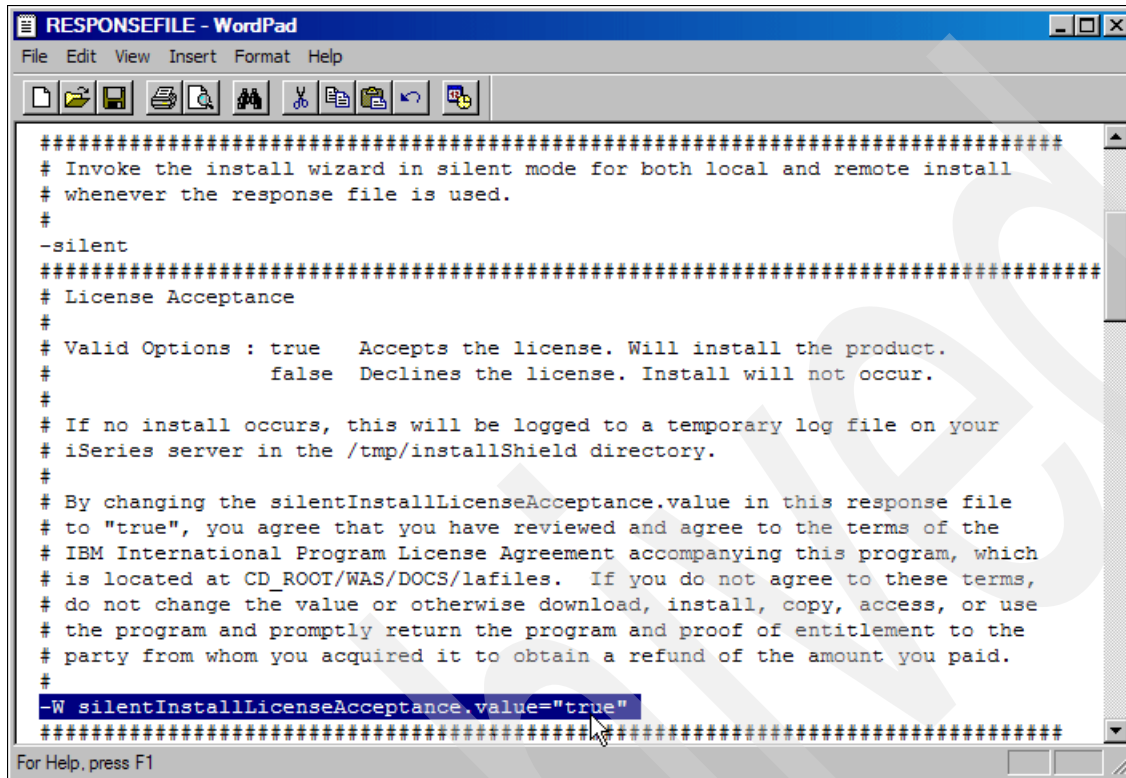 RESPONSEFILE - WordPad
File Edit View Insert Format Help
################################################################################
# Invoke the install wizard in silent mode for both local and remote install
# whenever the response file is used.
#
-silent
###################################################################################
# License Acceptance
#
# Valid Options : true   Accepts the license. Will install the product.
#                 false  Declines the license. Install will not occur.
#
# If no install occurs, this will be logged to a temporary log file on your
# iSeries server in the /tmp/installShield directory.
#
# By changing the silentInstallLicenseAcceptance.value in this response file
# to "true", you agree that you have reviewed and agree to the terms of the
# IBM International Program License Agreement accompanying this program, which
# is located at CD_ROOT/WAS/DOCS/lafiles.  If you do not agree to these terms,
# do not change the value or otherwise download, install, copy, access, or use
# the program and promptly return the program and proof of entitlement to the
# party from whom you acquired it to obtain a refund of the amount you paid.
#
-W silentInstallLicenseAcceptance.value="true"
################################################################################
For Help, press F1